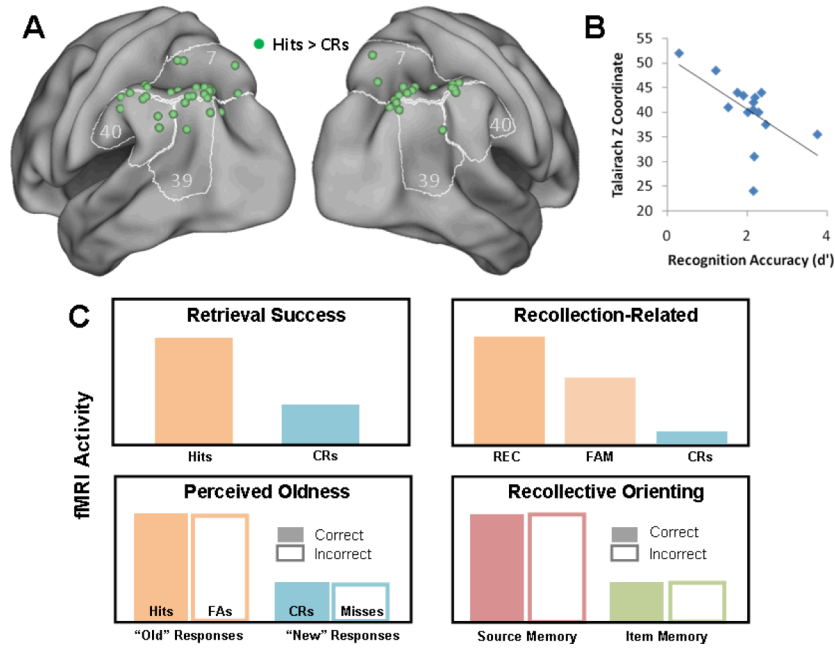 A
Hits > CRs
7
40
39
7
40
39
B
Talairach Z Coordinate
55
50
45
40
35
30
25
20
0
2
4
Recognition Accuracy (d')
C
fMRI Activity
Retrieval Success
Hits
CRs
Recollection-Related
REC
FAM
CRs
Perceived Oldness
Correct
Incorrect
Hits
FAs
CRs
Misses
“Old” Responses
“New” Responses
Recollective Orienting
Correct
Incorrect
Source Memory
Item Memory